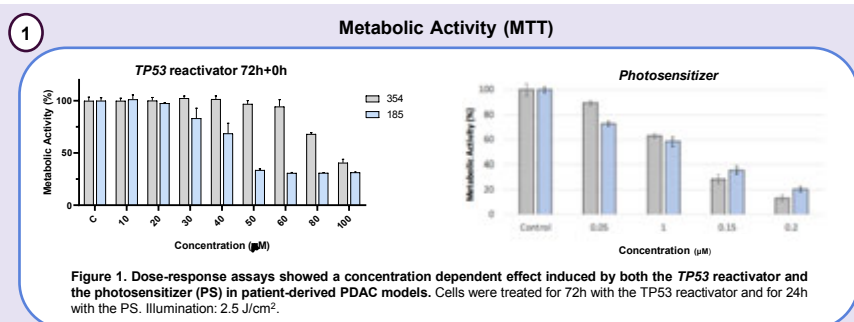 1
Metabolic Activity (MTT)
TP53 reactivator 72h+0h
Metabolic Activity (%)
100
50
0
C
10
20
30
40
50
60
80
100
Concentration (µM)
354
185
Photosensitizer
Metabolic Activity (%)
100
80
60
40
20
0
Control
0.05
1
0.15
0.2
Concentration (µM)
Figure 1. Dose-response assays showed a concentration dependent effect induced by both the TP53 reactivator and
the photosensitizer (PS) in patient-derived PDAC models. Cells were treated for 72h with the TP53 reactivator and for 24h
with the PS. Illumination: 2.5 J/cm².